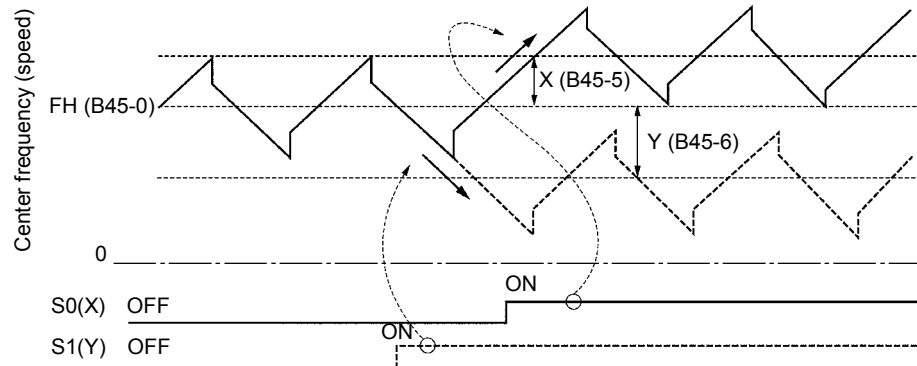 Center frequency (speed)
X (B45-5)
FH (B45-0)
Y (B45-6)
0
ON
S0(X) OFF
ON
S1(Y) OFF